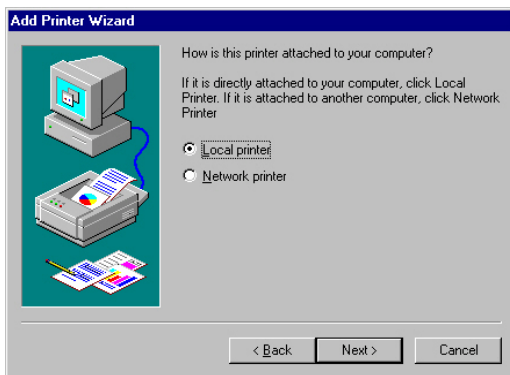 Add Printer Wizard
How is this printer attached to your computer?
If it is directly attached to your computer, click Local
Printer. If it is attached to another computer, click Network
Printer
Local printer
Network printer
< Back
Next >
Cancel